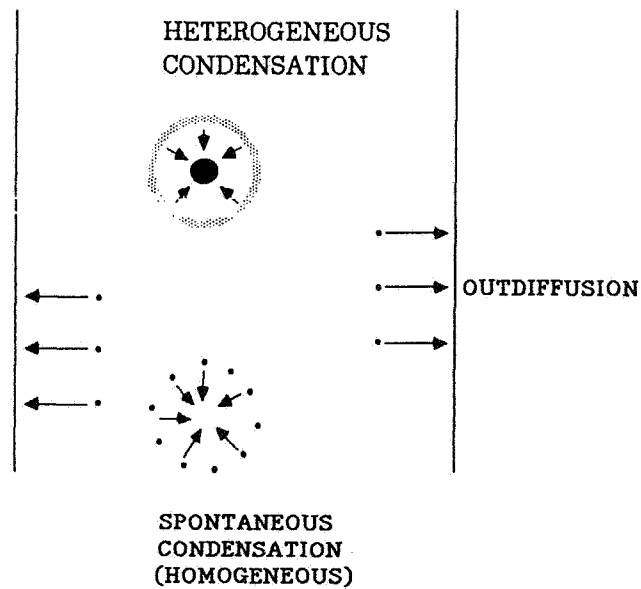 HETEROGENEOUS
CONDENSATION
OUTDIFFUSION
SPONTANEOUS
CONDENSATION
(HOMOGENEOUS)